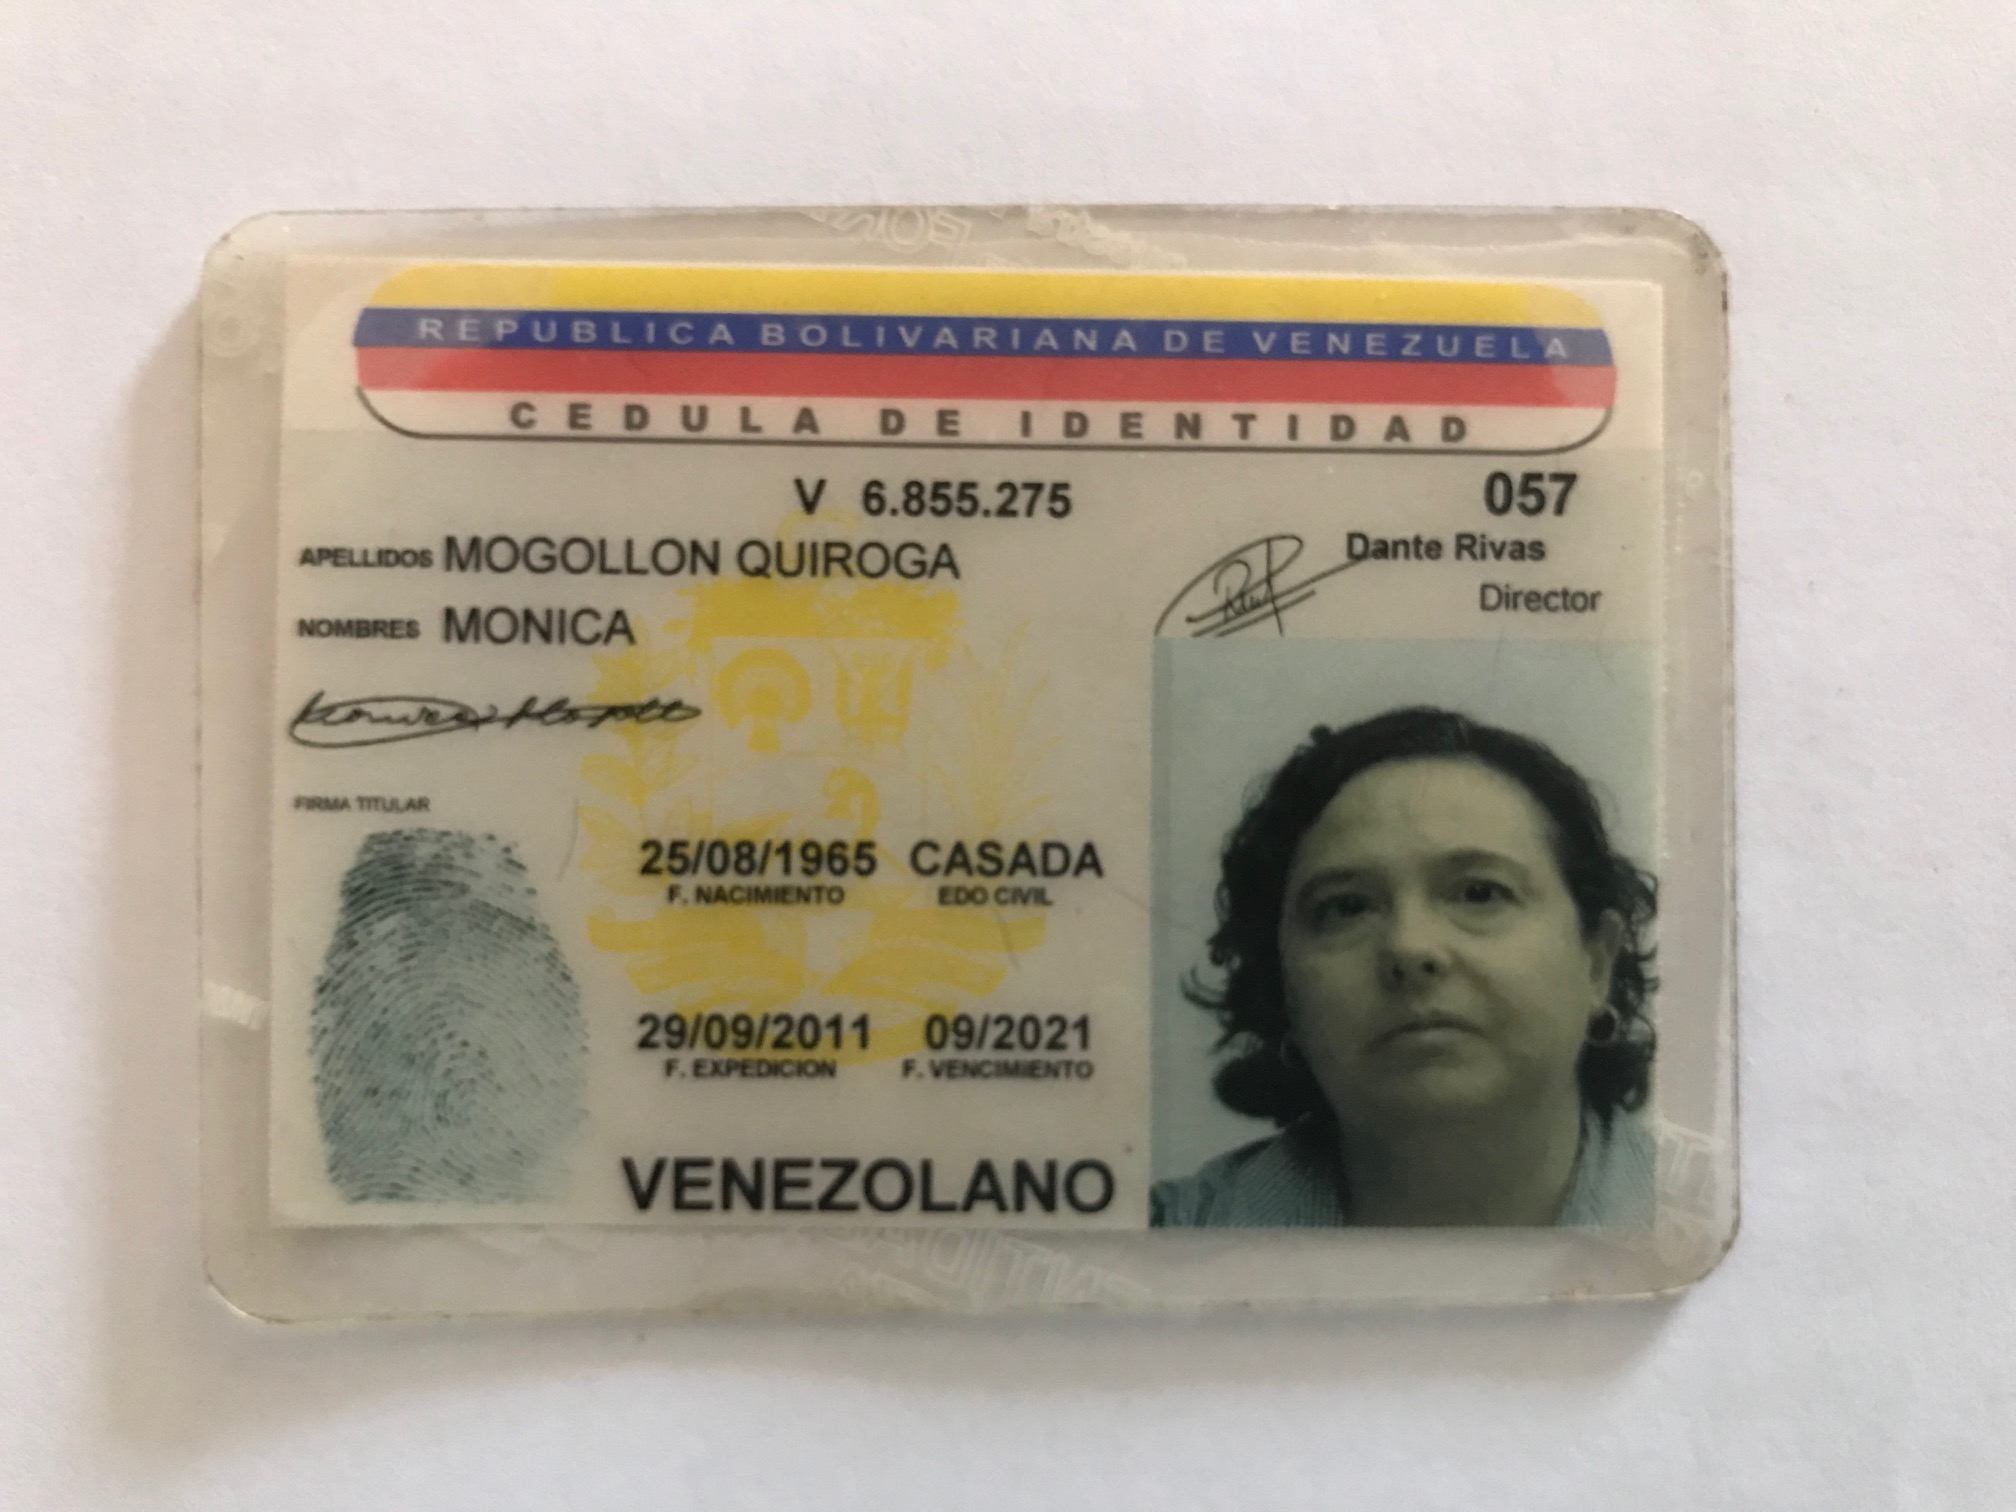 REPUBLICA BOLIVARIANA DE VENEZUELA
CEDULA DE IDENTIDAD
V 6.855.275 057
APELLIDOS MOGOLLON QUIROGA
Dante Rivas
Director
NOMBRES MONICA
FIRMA TITULAR
25/08/1965 CASADA
F. NACIMIENTO EDO CIVIL
29/09/2011 09/2021
F. EXPEDICION F. VENCIMIENTO
VENEZOLANO